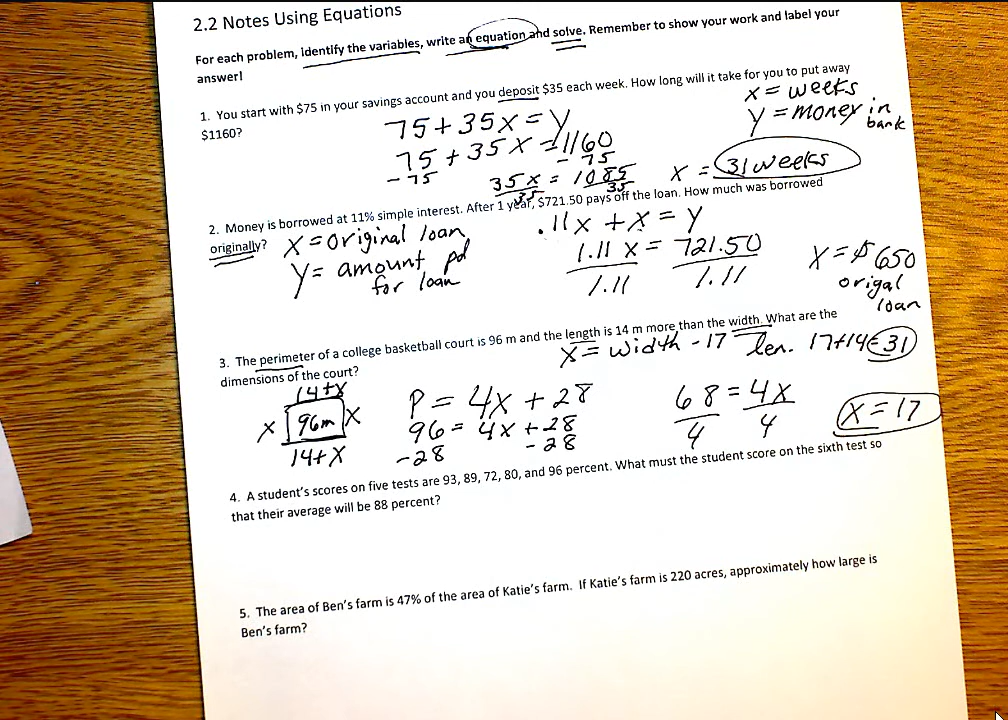 2.2 Notes Using Equations
For each problem, identify the variables, write an equation and solve. Remember to show your work and label your
answer!
1. You start with $75 in your savings account and you deposit $35 each week. How long will it take for you to put away
$1160?
x = weeks
y = money in
bank
75 + 35x = y
75 + 35x = 1160
-75 - 75
35x = 1085
35 35
x = 31 weeks
2. Money is borrowed at 11% simple interest. After 1 year, $721.50 pays off the loan. How much was borrowed
originally?
x = original loan
y = amount pd
for loan
.11x + x = y
1.11 x = 721.50
1.11 1.11
x = $650
origal
loan
3. The perimeter of a college basketball court is 96 m and the length is 14 m more than the width. What are the
dimensions of the court?
x = width - 17 len. 17+14= 31
14+x
x 96m x
14+x
P = 4x + 28
96 = 4x + 28
-28 - 28
68 = 4x
4 4
x = 17
4. A student's scores on five tests are 93, 89, 72, 80, and 96 percent. What must the student score on the sixth test so
that their average will be 88 percent?
5. The area of Ben's farm is 47% of the area of Katie's farm. If Katie's farm is 220 acres, approximately how large is
Ben's farm?